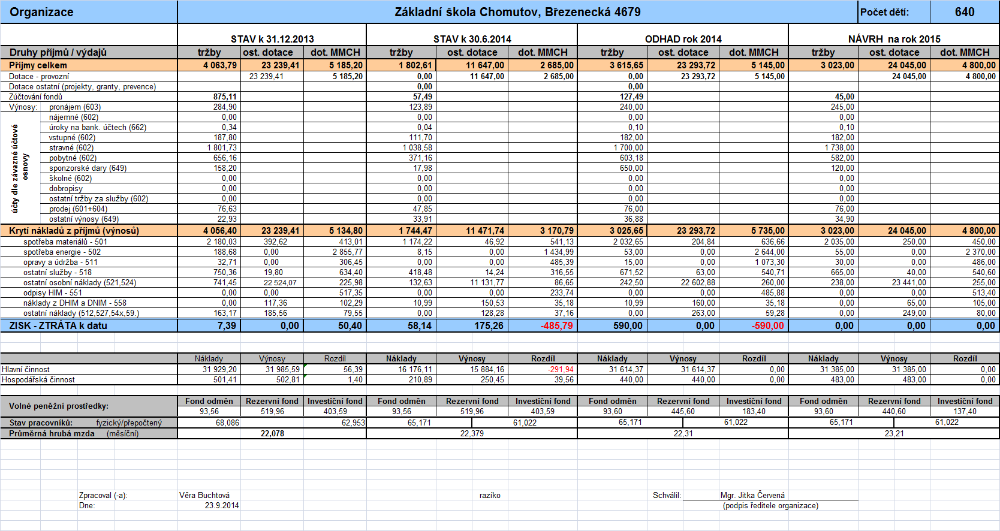 Organizace Základní škola Chomutov, Březenecká 4679 Počet dětí: 640
STAV k 31.12.2013 STAV k 30.6.2014 ODHAD rok 2014 NÁVRH na rok 2015
Druhy příjmů / výdajů tržby ost. dotace dot. MMCH tržby ost. dotace dot. MMCH tržby ost. dotace dot. MMCH tržby ost. dotace dot. MMCH
Příjmy celkem 4 063,79 23 239,41 5 185,20 1 802,61 11 647,00 2 685,00 3 615,65 23 293,72 5 145,00 3 023,00 24 045,00 4 800,00
Dotace - provozní 23 239,41 5 185,20 0,00 11 647,00 2 685,00 0,00 23 293,72 5 145,00 24 045,00 4 800,00
Dotace ostatní (projekty, granty, prevence) 0,00 0,00
Zúčtování fondů 875,11 57,49 127,49 45,00
Výnosy: pronájem (603) 284,90 123,89 240,00 245,00
účty dle závazné účtové osnovy
nájemné (602) 0,00 0,00 0,00 0,00
úroky na bank. účtech (662) 0,34 0,04 0,10 0,10
vstupné (602) 187,80 111,70 182,00 182,00
stravné (602) 1 801,73 1 038,58 1 700,00 1 738,00
pobytné (602) 656,16 371,16 603,18 582,00
sponzorské dary (649) 158,20 17,98 650,00 120,00
školné (602) 0,00 0,00 0,00 0,00
dobropisy 0,00 0,00 0,00 0,00
ostatní tržby za služby (602) 0,00 0,00 0,00 0,00
prodej (601+604) 76,63 47,85 76,00 76,00
ostatní výnosy (649) 22,93 33,91 36,88 34,90
Krytí nákladů z příjmů (výnosů) 4 056,40 23 239,41 5 134,80 1 744,47 11 471,74 3 170,79 3 025,65 23 293,72 5 735,00 3 023,00 24 045,00 4 800,00
spotřeba materiálů - 501 2 180,03 392,62 413,01 1 174,22 46,92 541,13 2 032,65 204,84 636,66 2 035,00 250,00 450,00
spotřeba energie - 502 188,68 0,00 2 855,77 8,15 0,00 1 434,99 53,00 0,00 2 644,00 55,00 0,00 2 370,00
opravy a údržba - 511 32,71 0,00 306,45 0,00 0,00 485,39 15,00 0,00 1 073,30 30,00 0,00 486,00
ostatní služby - 518 750,36 19,80 634,40 418,48 14,24 316,55 671,52 63,00 540,71 665,00 40,00 540,60
ostatní osobní náklady (521,524) 741,45 22 524,07 225,98 132,63 11 131,77 86,65 242,50 22 602,88 260,00 238,00 23 441,00 255,00
odpisy HIM - 551 0,00 0,00 517,35 0,00 0,00 233,74 0,00 0,00 485,88 0,00 0,00 513,40
náklady z DHIM a DNIM - 558 0,00 117,36 102,29 10,99 150,53 35,18 10,99 160,00 35,18 0,00 65,00 105,00
ostatní náklady (512,527,54x,59.) 163,17 185,56 79,55 0,00 128,28 37,16 0,00 263,00 59,28 0,00 249,00 80,00
ZISK - ZTRÁTA k datu 7,39 0,00 50,40 58,14 175,26 -485,79 590,00 0,00 -590,00 0,00 0,00 0,00
Náklady Výnosy Rozdíl Náklady Výnosy Rozdíl Náklady Výnosy Rozdíl Náklady Výnosy Rozdíl
Hlavní činnost 31 929,20 31 985,59 56,39 16 176,11 15 884,16 -291,94 31 614,37 31 614,37 0,00 31 385,00 31 385,00 0,00
Hospodářská činnost 501,41 502,81 1,40 210,89 250,45 39,56 440,00 440,00 0,00 483,00 483,00 0,00
Volné peněžní prostředky: Fond odměn Rezervní fond Investiční fond Fond odměn Rezervní fond Investiční fond Fond odměn Rezervní fond Investiční fond Fond odměn Rezervní fond Investiční fond
93,56 519,96 403,59 93,56 519,96 403,59 93,60 445,60 183,40 93,60 440,60 137,40
Stav pracovníků: fyzický/přepočtený 68,086 62,953 65,171 61,022 65,171 61,022 65,171 61,022
Průměrná hrubá mzda (měsíční) 22,078 22,379 22,31 23,21
Zpracoval (-a): Věra Buchtová razíko Schválil: Mgr. Jitka Červená
Dne: 23.9.2014 (podpis ředitele organizace)